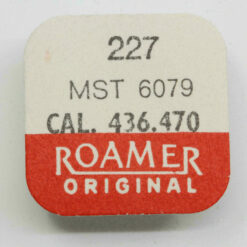 227
MST 6079
CAL. 436.470
ROAMER
ORIGINAL